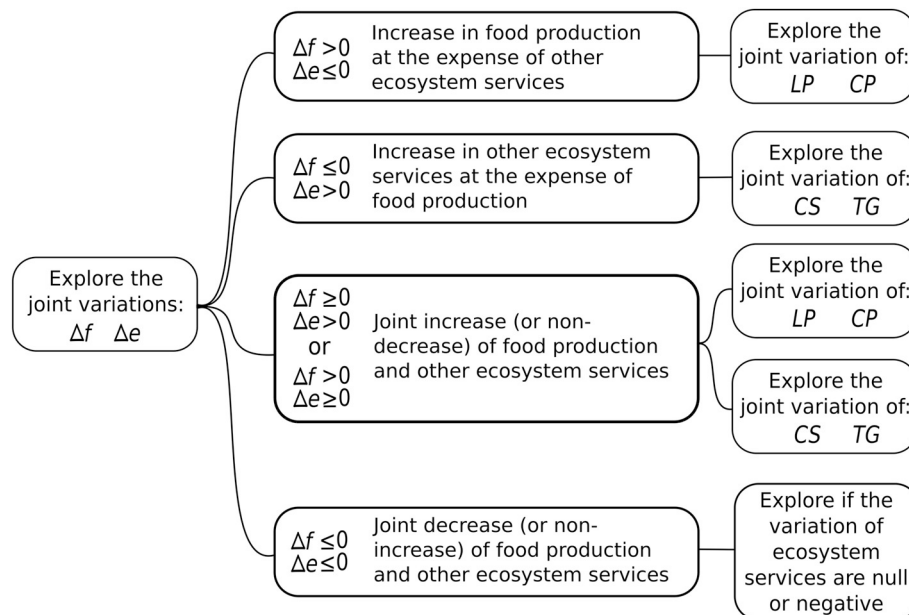 Explore the
joint variations:
Δf Δe
Δf >0
Δe≤0
Increase in food production
at the expense of other
ecosystem services
Explore the
joint variation of:
LP CP
Δf ≤0
Δe>0
Increase in other ecosystem
services at the expense of
food production
Explore the
joint variation of:
CS TG
Δf ≥0
Δe>0
or
Δf >0
Δe≥0
Joint increase (or non-
decrease) of food production
and other ecosystem services
Explore the
joint variation of:
LP CP
Explore the
joint variation of:
CS TG
Δf ≤0
Δe≤0
Joint decrease (or non-
increase) of food production
and other ecosystem services
Explore if the
variation of
ecosystem
services are null
or negative